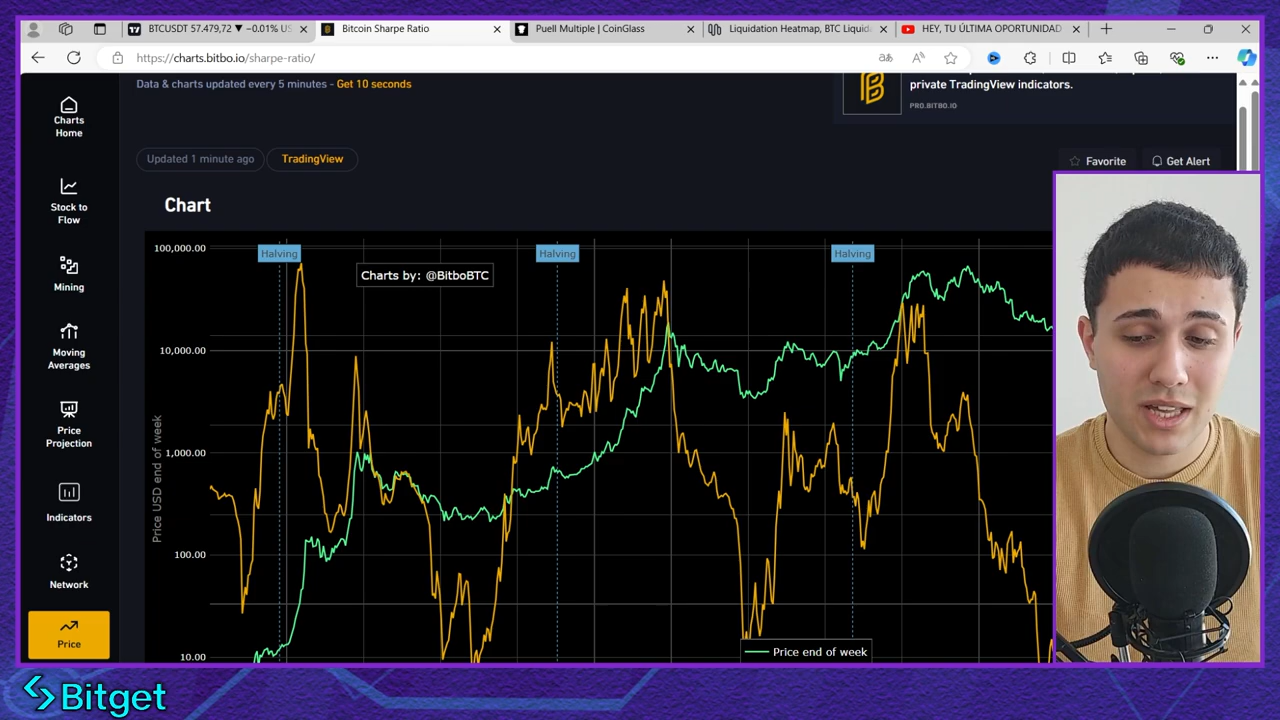 BTCUSDT 57.479,72 ▼ −0.01% US
Bitcoin Sharpe Ratio
Puell Multiple | CoinGlass
Liquidation Heatmap, BTC Liquid
HEY, TU ÚLTIMA OPORTUNIDAD
https://charts.bitbo.io/sharpe-ratio/
Data & charts updated every 5 minutes - Get 10 seconds
private TradingView indicators.
PRO.BITBO.IO
Charts
Home
Stock to
Flow
Mining
Moving
Averages
Price
Projection
Indicators
Network
Price
Updated 1 minute ago
TradingView
Favorite
Get Alert
Chart
100,000.00
10,000.00
1,000.00
100.00
10.00
Price USD end of week
Halving
Halving
Halving
Charts by: @BitboBTC
Price end of week
Bitget